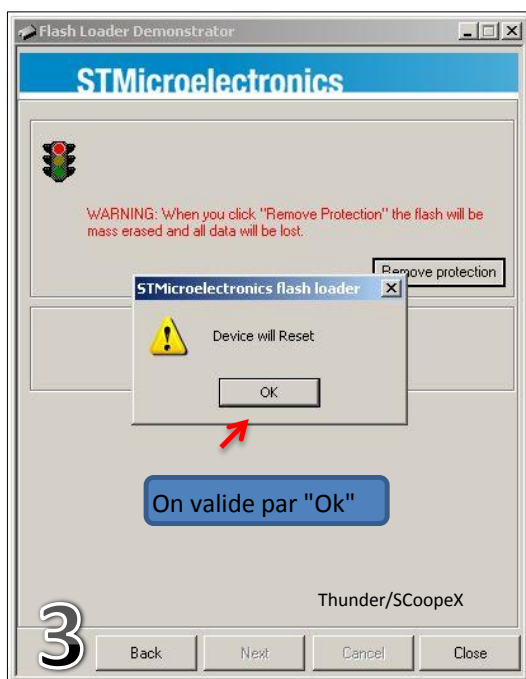 Flash Loader Demonstrator
STMicroelectronics
WARNING: When you click "Remove Protection" the flash will be
mass erased and all data will be lost.
Remove protection
STMicroelectronics flash loader
Device will Reset
OK
On valide par "Ok"
Thunder/SCoopeX
3
Back
Next
Cancel
Close